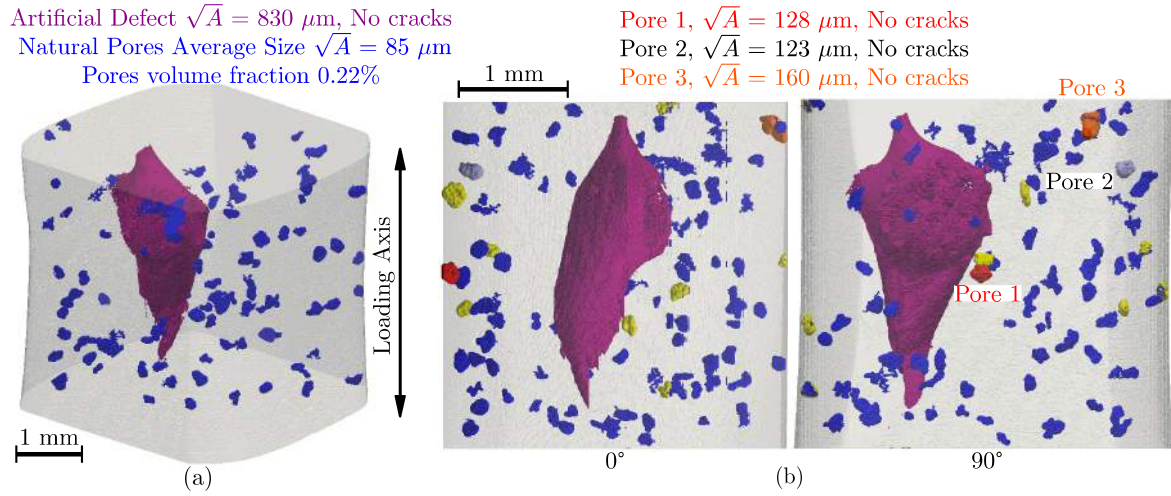 Artificial Defect √A = 830 μm, No cracks
Natural Pores Average Size √A = 85 μm
Pores volume fraction 0.22%
Loading Axis
1 mm
(a)
Pore 1, √A = 128 μm, No cracks
Pore 2, √A = 123 μm, No cracks
Pore 3, √A = 160 μm, No cracks
1 mm
Pore 3
Pore 2
Pore 1
0°
90°
(b)